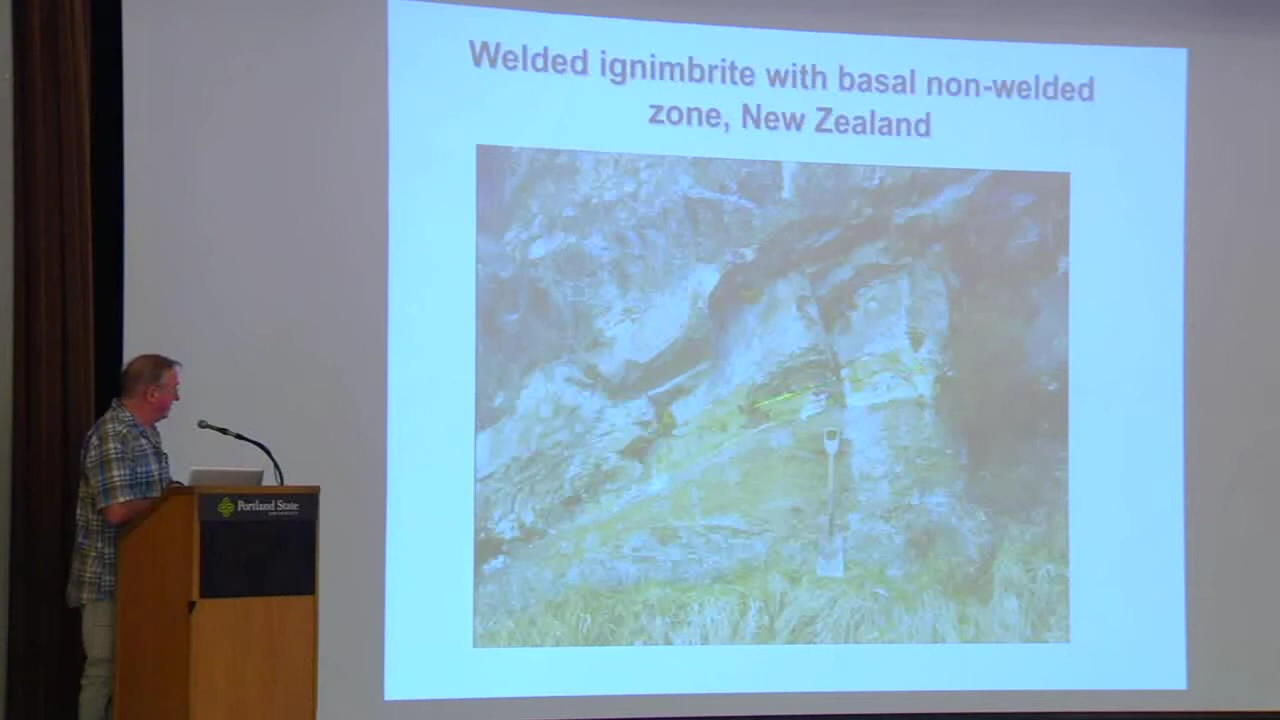 Welded ignimbrite with basal non-welded
zone, New Zealand
Portland State